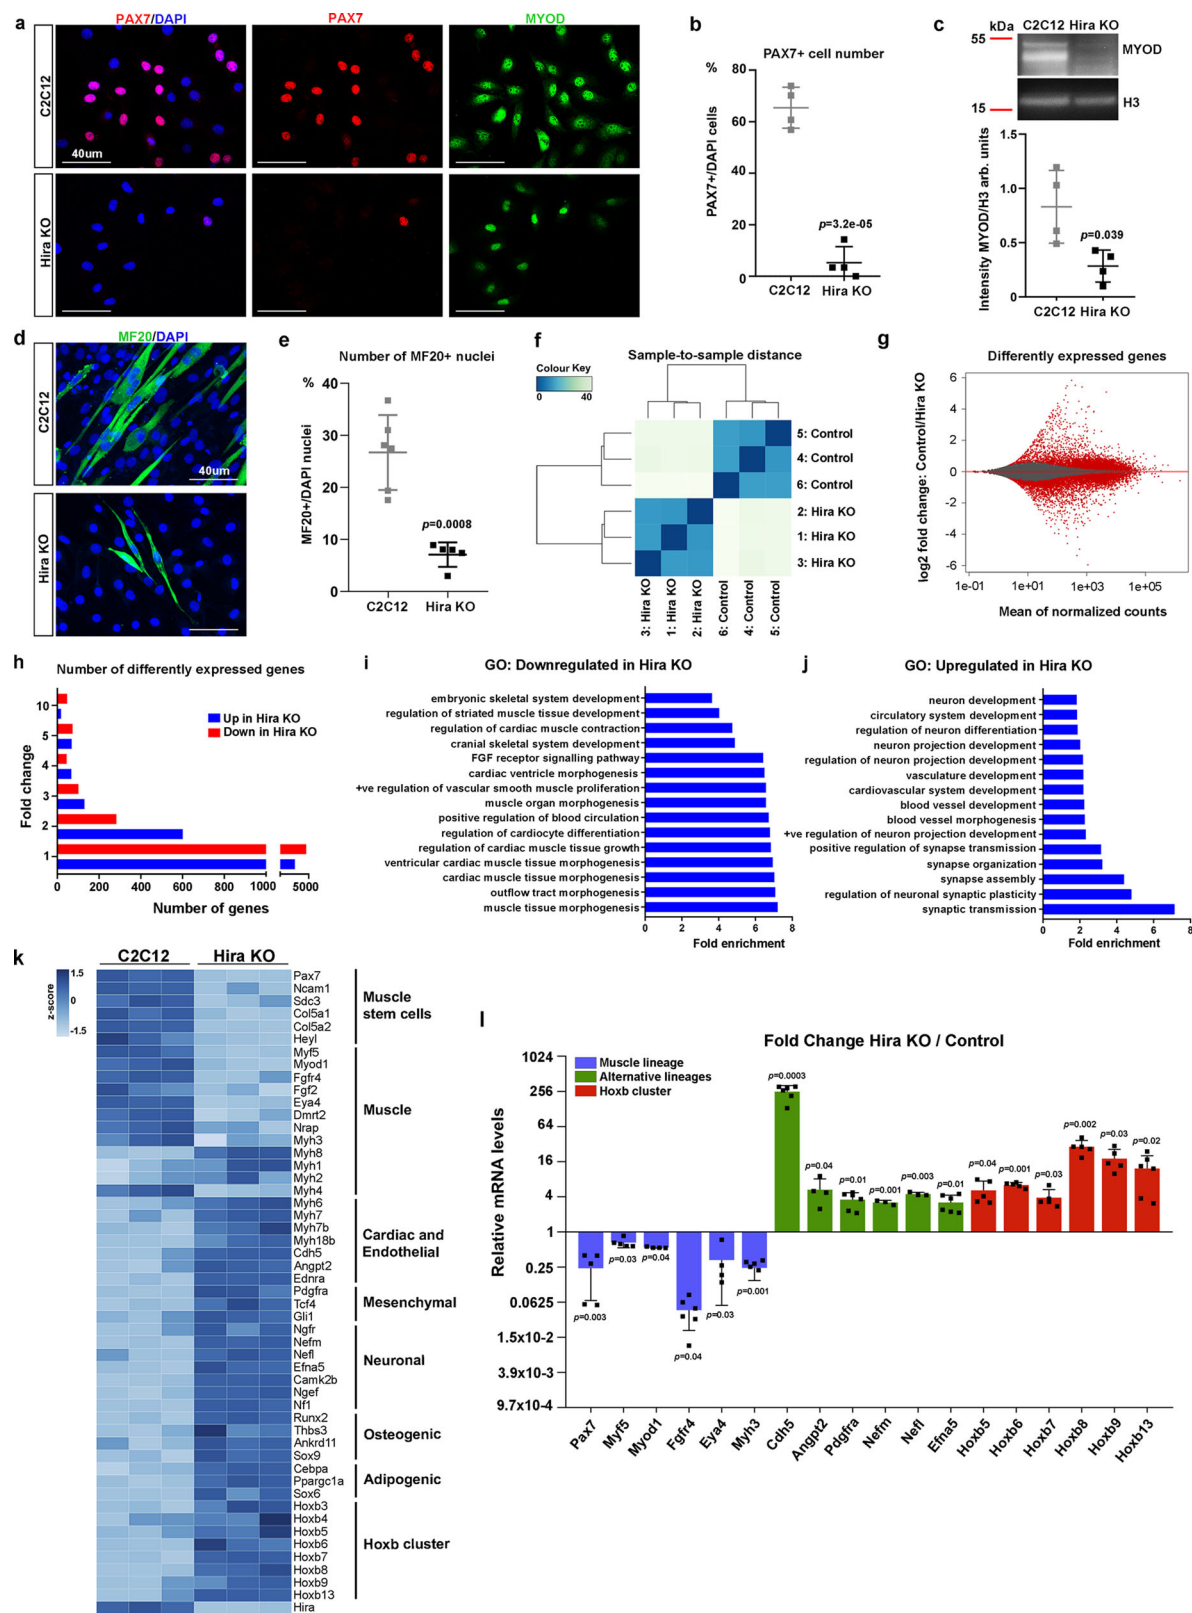 a
PAX7/DAPI
PAX7
MYOD
C2C12
40um
Hira KO
b
PAX7+ cell number
%
PAX7+/DAPI cells
80
60
40
20
0
p=3.2e-05
C2C12
Hira KO
c
kDa
C2C12 Hira KO
55
MYOD
15
H3
Intensity MYOD/H3 arb. units
1.5
1.0
0.5
0
p=0.039
C2C12 Hira KO
d
MF20/DAPI
C2C12
40um
Hira KO
e
Number of MF20+ nuclei
%
MF20+/DAPI nuclei
40
30
20
10
0
p=0.0008
C2C12
Hira KO
f
Sample-to-sample distance
Colour Key
0
40
5: Control
4: Control
6: Control
2: Hira KO
1: Hira KO
3: Hira KO
3: Hira KO
1: Hira KO
2: Hira KO
6: Control
4: Control
5: Control
g
Differently expressed genes
log2 fold change: Control/Hira KO
6
4
2
0
-2
-4
-6
1e-01
1e+01
1e+03
1e+05
Mean of normalized counts
h
Number of differently expressed genes
Fold change
10
5
4
3
2
1
Up in Hira KO
Down in Hira KO
0
200
400
600
800
1000
5000
Number of genes
i
GO: Downregulated in Hira KO
embryonic skeletal system development
regulation of striated muscle tissue development
regulation of cardiac muscle contraction
cranial skeletal system development
FGF receptor signalling pathway
cardiac ventricle morphogenesis
+ve regulation of vascular smooth muscle proliferation
muscle organ morphogenesis
positive regulation of blood circulation
regulation of cardiocyte differentiation
regulation of cardiac muscle tissue growth
ventricular cardiac muscle tissue morphogenesis
cardiac muscle tissue morphogenesis
outflow tract morphogenesis
muscle tissue morphogenesis
0
2
4
6
8
Fold enrichment
j
GO: Upregulated in Hira KO
neuron development
circulatory system development
regulation of neuron differentiation
neuron projection development
regulation of neuron development
vasculature development
cardiovascular system development
blood vessel development
blood vessel morphogenesis
+ve regulation of neuron projection development
positive regulation of synapse transmission
synapse organization
synapse assembly
regulation of neuronal synaptic plasticity
synaptic transmission
0
2
4
6
8
Fold enrichment
k
C2C12
Hira KO
z-score
1.5
0
-1.5
Pax7
Ncam1
Sdc3
Col5a1
Col5a2
Heyl
Myf5
Myod1
Fgfr4
Fgf2
Eya4
Dmrt2
Nrap
Myh3
Myh8
Myh1
Myh2
Myh4
Myh6
Myh7
Myh7b
Myh18b
Cdh5
Angpt2
Ednra
Pdgfra
Tcf4
Gli1
Ngfr
Nefm
Nefl
Efna5
Camk2b
Ngef
Nf1
Runx2
Thbs3
Ankrd11
Sox9
Cebpa
Ppargc1a
Sox6
Hoxb3
Hoxb4
Hoxb5
Hoxb6
Hoxb7
Hoxb8
Hoxb9
Hoxb13
Hira
Muscle
stem cells
Muscle
Cardiac and
Endothelial
Mesenchymal
Neuronal
Osteogenic
Adipogenic
Hoxb cluster
l
Fold Change Hira KO / Control
Relative mRNA levels
1024
256
64
16
4
1
0.25
0.0625
1.5x10-2
3.9x10-3
9.7x10-4
Muscle lineage
Alternative lineages
Hoxb cluster
p=0.003
p=0.03
p=0.04
p=0.04
p=0.03
p=0.001
p=0.0003
p=0.04
p=0.01
p=0.001
p=0.003
p=0.01
p=0.04
p=0.001
p=0.03
p=0.002
p=0.03
p=0.02
Pax7
Myf5
Myod1
Fgfr4
Eya4
Myh3
Cdh5
Angpt2
Pdgfra
Nefm
Nefl
Efna5
Hoxb5
Hoxb6
Hoxb7
Hoxb8
Hoxb9
Hoxb13